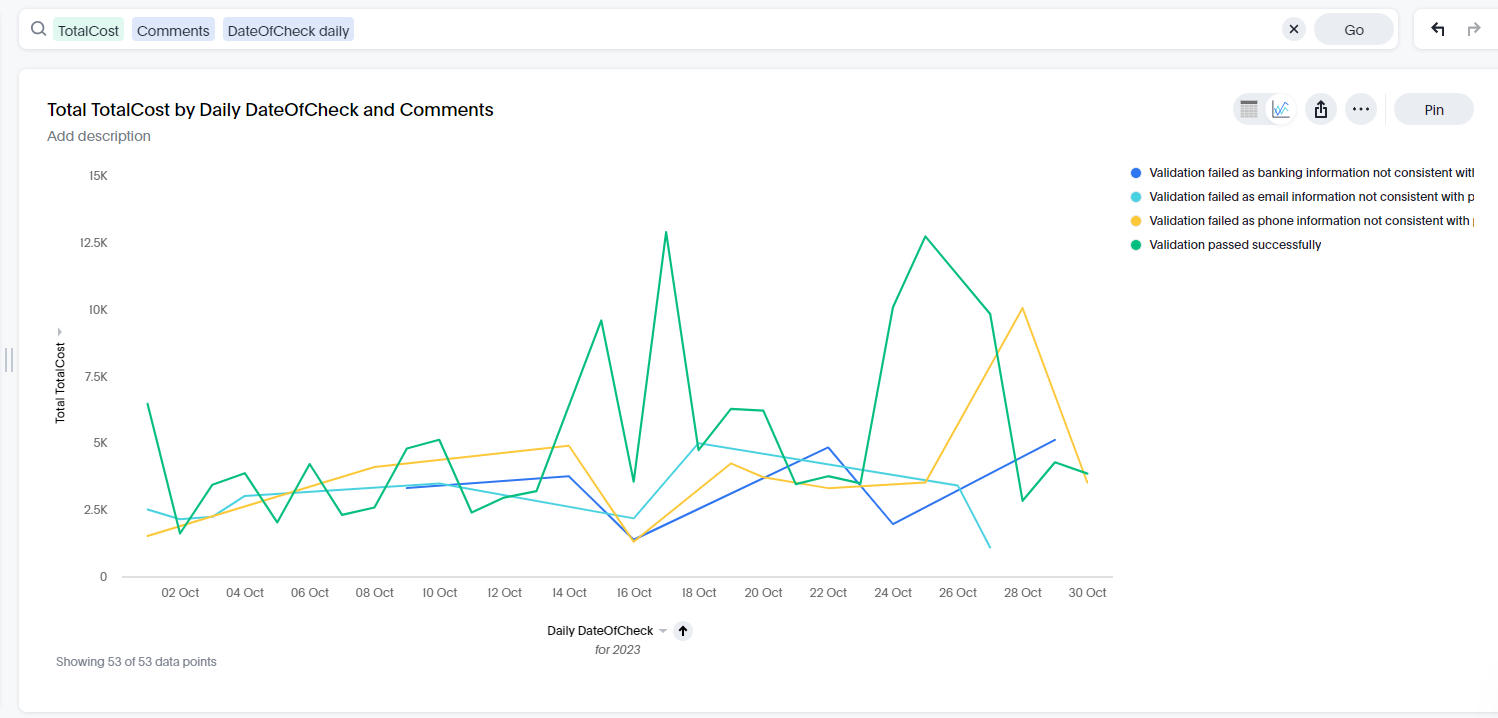 TotalCost Comments DateOfCheck daily Go
Total TotalCost by Daily DateOfCheck and Comments
Pin
Add description
Validation failed as banking information not consistent with
Validation failed as email information not consistent with p
Validation failed as phone information not consistent with
Validation passed successfully
15K
12.5K
10K
7.5K
5K
2.5K
0
Total TotalCost
02 Oct 04 Oct 06 Oct 08 Oct 10 Oct 12 Oct 14 Oct 16 Oct 18 Oct 20 Oct 22 Oct 24 Oct 26 Oct 28 Oct 30 Oct
Daily DateOfCheck
for 2023
Showing 53 of 53 data points